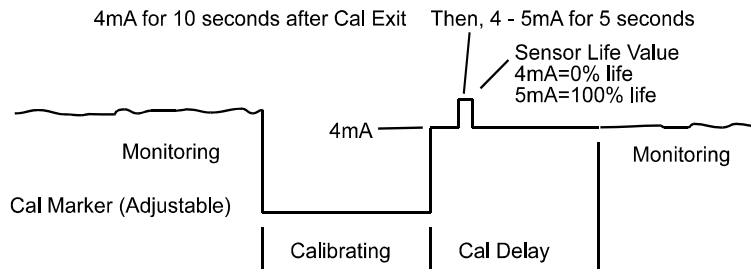 4mA for 10 seconds after Cal Exit
Then, 4 - 5mA for 5 seconds
Sensor Life Value
4mA=0% life
5mA=100% life
4mA
Monitoring
Monitoring
Cal Marker (Adjustable)
Calibrating
Cal Delay